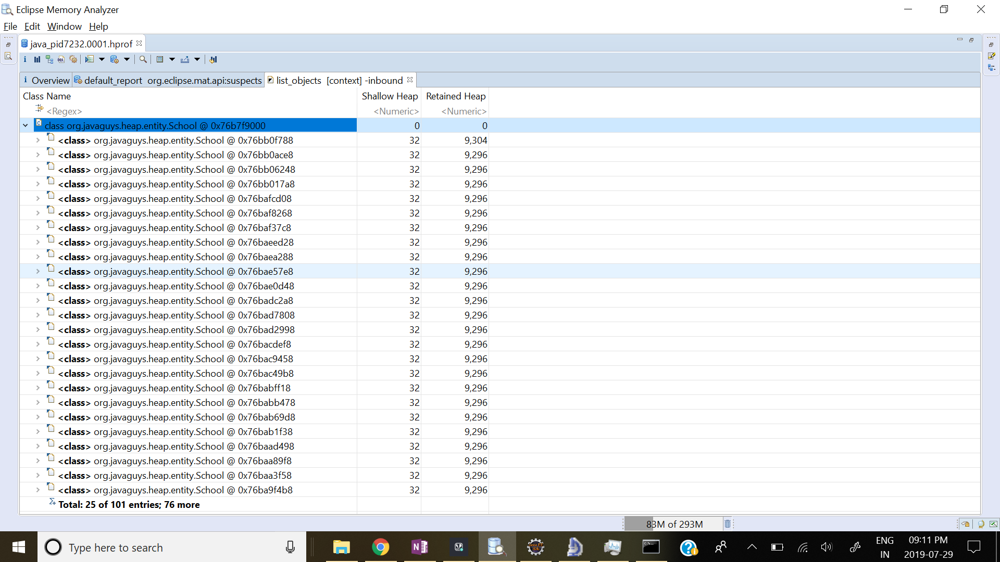 Eclipse Memory Analyzer
File Edit Window Help
java_pid7232.0001.hprof
i Overview default_report org.eclipse.mat.api:suspects list_objects [context] -inbound
Class Name Shallow Heap Retained Heap
<Regex> <Numeric> <Numeric>
class org.javaguys.heap.entity.School @ 0x76b7f9000 0 0
<class> org.javaguys.heap.entity.School @ 0x76bb0f788 32 9,304
<class> org.javaguys.heap.entity.School @ 0x76bb0ace8 32 9,296
<class> org.javaguys.heap.entity.School @ 0x76bb06248 32 9,296
<class> org.javaguys.heap.entity.School @ 0x76bb017a8 32 9,296
<class> org.javaguys.heap.entity.School @ 0x76bafcd08 32 9,296
<class> org.javaguys.heap.entity.School @ 0x76baf8268 32 9,296
<class> org.javaguys.heap.entity.School @ 0x76baf37c8 32 9,296
<class> org.javaguys.heap.entity.School @ 0x76baeed28 32 9,296
<class> org.javaguys.heap.entity.School @ 0x76baea288 32 9,296
<class> org.javaguys.heap.entity.School @ 0x76bae57e8 32 9,296
<class> org.javaguys.heap.entity.School @ 0x76bae0d48 32 9,296
<class> org.javaguys.heap.entity.School @ 0x76badc2a8 32 9,296
<class> org.javaguys.heap.entity.School @ 0x76bad7808 32 9,296
<class> org.javaguys.heap.entity.School @ 0x76bad2998 32 9,296
<class> org.javaguys.heap.entity.School @ 0x76bacdef8 32 9,296
<class> org.javaguys.heap.entity.School @ 0x76bac9458 32 9,296
<class> org.javaguys.heap.entity.School @ 0x76bac49b8 32 9,296
<class> org.javaguys.heap.entity.School @ 0x76babff18 32 9,296
<class> org.javaguys.heap.entity.School @ 0x76babb478 32 9,296
<class> org.javaguys.heap.entity.School @ 0x76bab69d8 32 9,296
<class> org.javaguys.heap.entity.School @ 0x76bab1f38 32 9,296
<class> org.javaguys.heap.entity.School @ 0x76baad498 32 9,296
<class> org.javaguys.heap.entity.School @ 0x76baa89f8 32 9,296
<class> org.javaguys.heap.entity.School @ 0x76baa3f58 32 9,296
<class> org.javaguys.heap.entity.School @ 0x76ba9f4b8 32 9,296
Total: 25 of 101 entries; 76 more
83M of 293M
Type here to search
ENG 09:11 PM
IN 2019-07-29